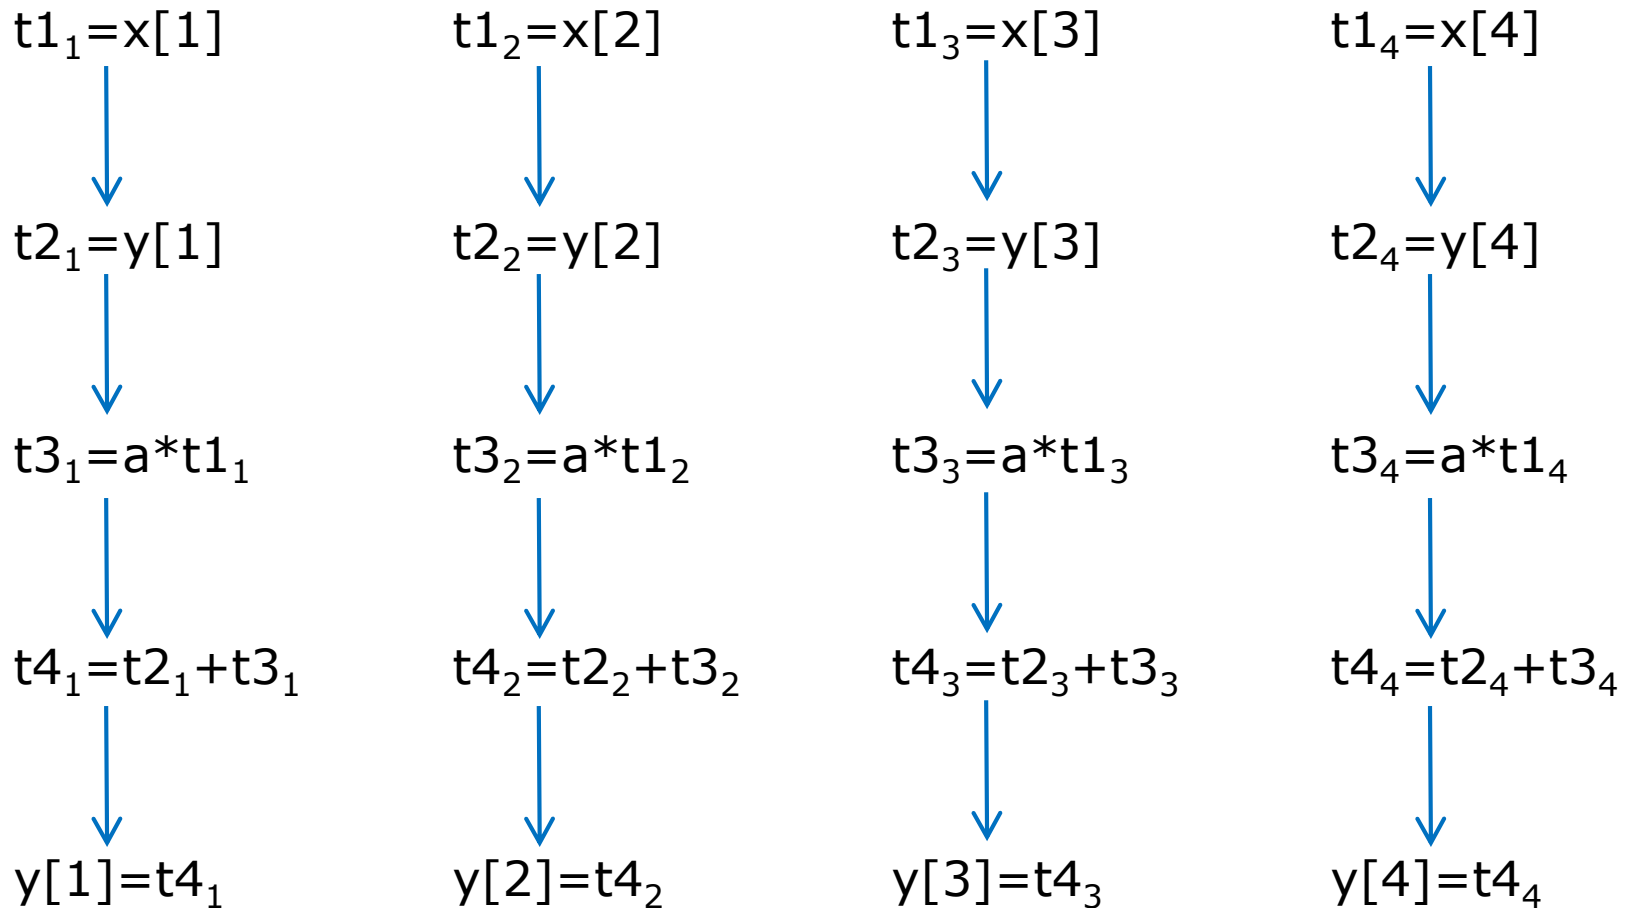 t1₁=x[1] t1₂=x[2] t1₃=x[3] t1₄=x[4]
t2₁=y[1] t2₂=y[2] t2₃=y[3] t2₄=y[4]
t3₁=a*t1₁ t3₂=a*t1₂ t3₃=a*t1₃ t3₄=a*t1₄
t4₁=t2₁+t3₁ t4₂=t2₂+t3₂ t4₃=t2₃+t3₃ t4₄=t2₄+t3₄
y[1]=t4₁ y[2]=t4₂ y[3]=t4₃ y[4]=t4₄